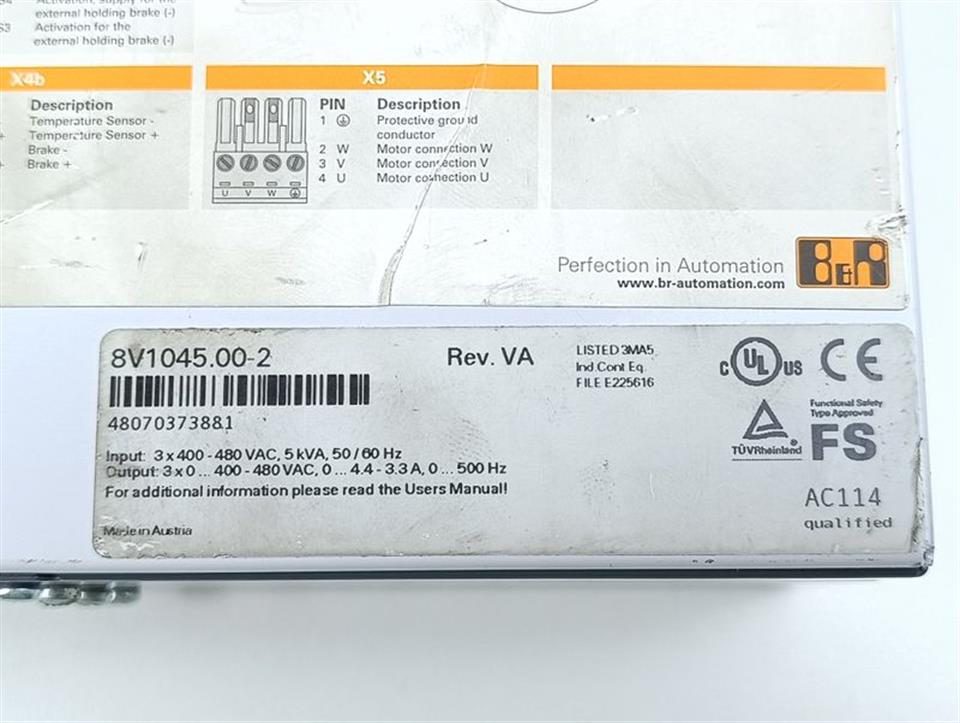 Activation, supply for the
external holding brake (-)
S3 Activation for the
external holding brake (-)
X4b
Description
Temperature Sensor -
+ Temperature Sensor +
Brake -
+ Brake +
X5
PIN Description
1 Protective ground
conductor
2 W Motor connection W
3 V Motor connection V
4 U Motor connection U
U V W
Perfection in Automation
www.br-automation.com
B&R
8V1045.00-2
Rev. VA
48070373881
LISTED 3MA5
Ind.Cont Eq.
FILE E225616
C UL US
CE
TÜVRheinland
Functional Safety
Type Approved
FS
Input: 3 x 400 - 480 VAC, 5 kVA, 50 / 60 Hz
Output: 3 x 0 ... 400 - 480 VAC, 0 ... 4.4 - 3.3 A, 0 ... 500 Hz
For additional information please read the Users Manual!
AC114
qualified
Made in Austria